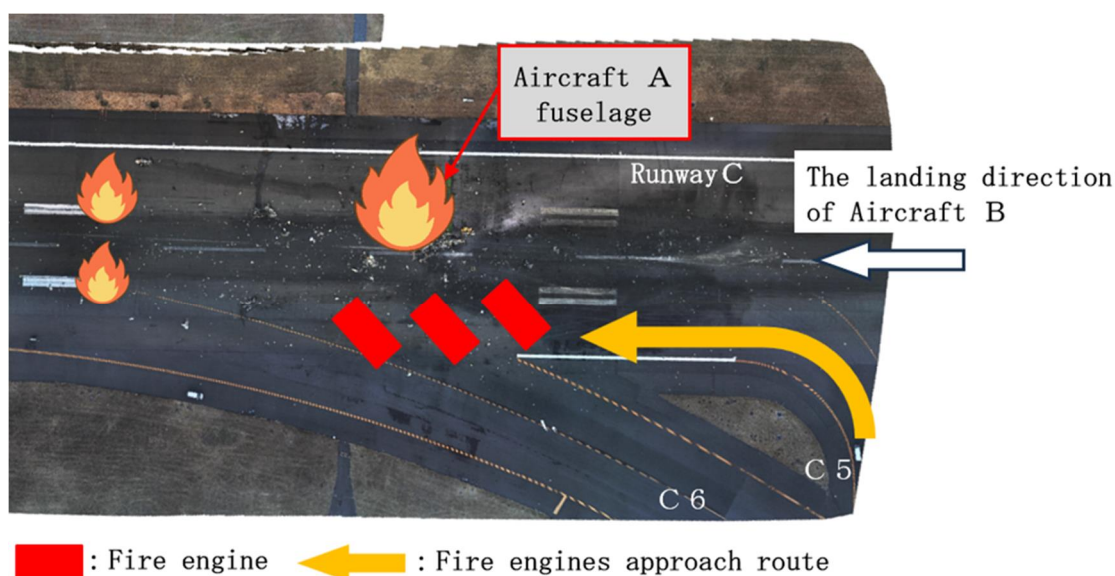 Aircraft A
fuselage
Runway C
The landing direction
of Aircraft B
C 5
C 6
: Fire engine
: Fire engines approach route